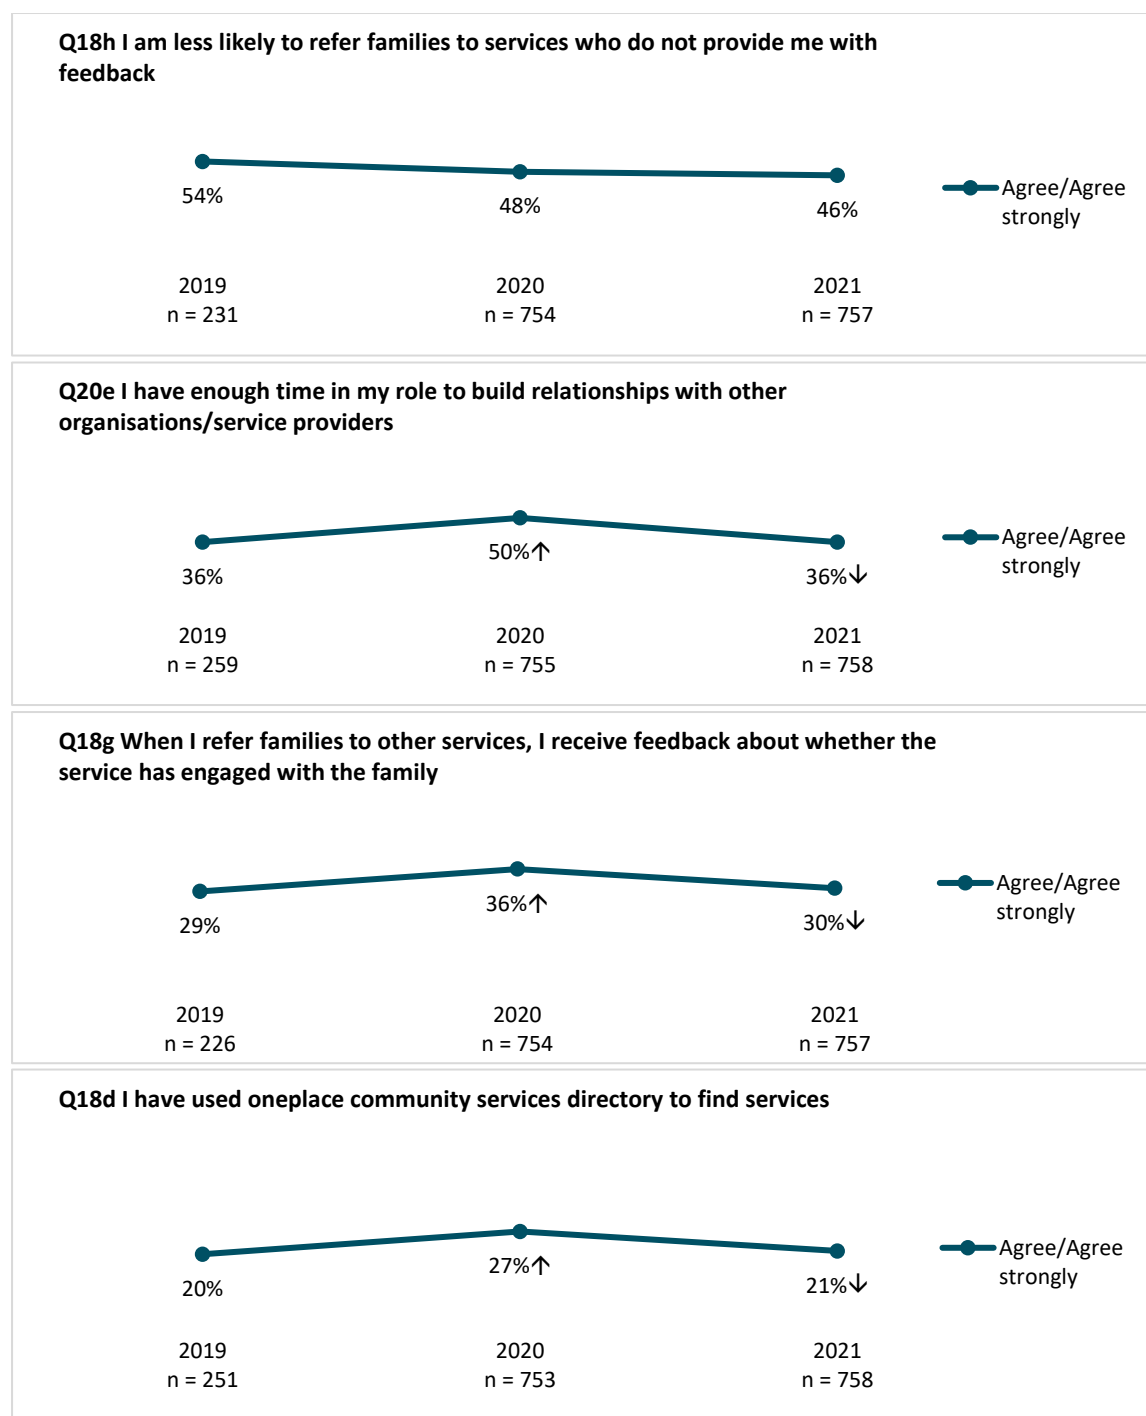 Q18h I am less likely to refer families to services who do not provide me with
feedback
54%
48%
46%
Agree/Agree
strongly
2019
2020
2021
n = 231
n = 754
n = 757
Q20e I have enough time in my role to build relationships with other
organisations/service providers
36%
50%↑
36%↓
Agree/Agree
strongly
2019
2020
2021
n = 259
n = 755
n = 758
Q18g When I refer families to other services, I receive feedback about whether the
service has engaged with the family
29%
36%↑
30%↓
Agree/Agree
strongly
2019
2020
2021
n = 226
n = 754
n = 757
Q18d I have used oneplace community services directory to find services
20%
27%↑
21%↓
Agree/Agree
strongly
2019
2020
2021
n = 251
n = 753
n = 758